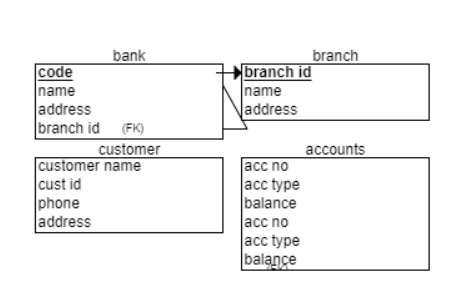 bank
code
name
address
branch id (FK)
branch
branch id
name
address
customer
customer name
cust id
phone
address
accounts
acc no
acc type
balance
acc no
acc type
balance